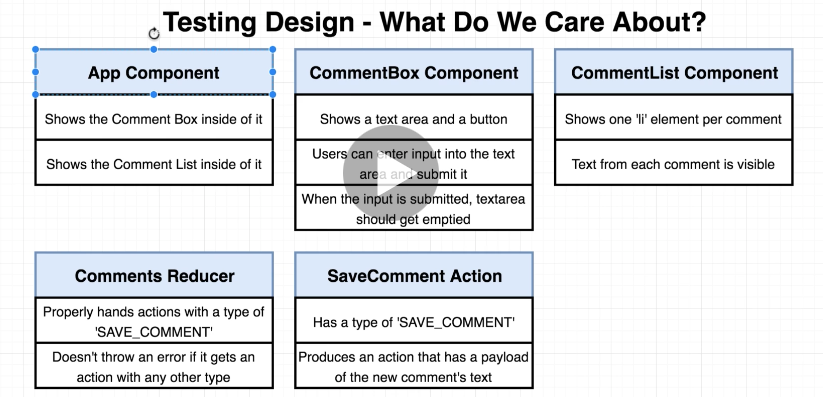 Testing Design - What Do We Care About?
App Component
Shows the Comment Box inside of it
Shows the Comment List inside of it
CommentBox Component
Shows a text area and a button
Users can enter input into the text
area and submit it
When the input is submitted, textarea
should get emptied
CommentList Component
Shows one 'li' element per comment
Text from each comment is visible
Comments Reducer
Properly hands actions with a type of
'SAVE_COMMENT'
Doesn't throw an error if it gets an
action with any other type
SaveComment Action
Has a type of 'SAVE_COMMENT'
Produces an action that has a payload
of the new comment's text